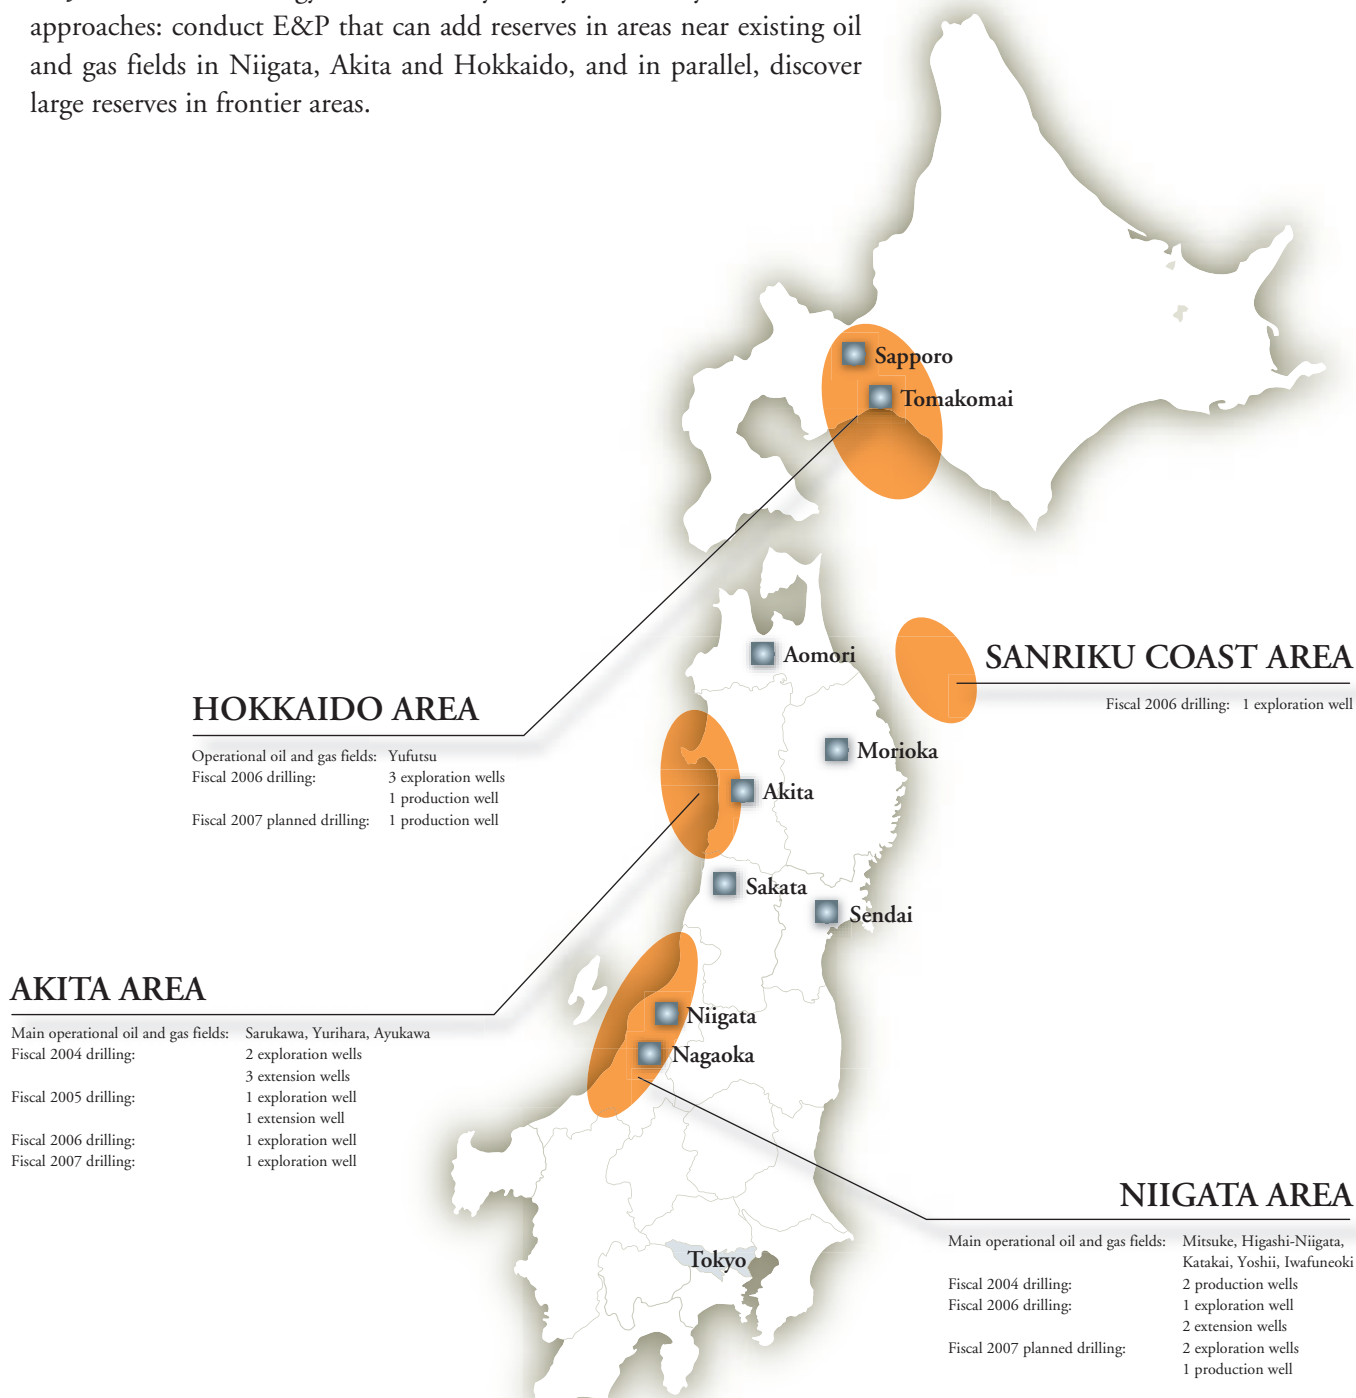 approaches: conduct E&P that can add reserves in areas near existing oil
and gas fields in Niigata, Akita and Hokkaido, and in parallel, discover
large reserves in frontier areas.
Sapporo
Tomakomai
Aomori
Morioka
Akita
Sakata
Sendai
Niigata
Nagaoka
Tokyo
SANRIKU COAST AREA
Fiscal 2006 drilling: 1 exploration well
HOKKAIDO AREA
Operational oil and gas fields: Yufutsu
Fiscal 2006 drilling: 3 exploration wells
1 production well
Fiscal 2007 planned drilling: 1 production well
AKITA AREA
Main operational oil and gas fields: Sarukawa, Yurihara, Ayukawa
Fiscal 2004 drilling: 2 exploration wells
3 extension wells
Fiscal 2005 drilling: 1 exploration well
1 extension well
Fiscal 2006 drilling: 1 exploration well
Fiscal 2007 drilling: 1 exploration well
NIIGATA AREA
Main operational oil and gas fields: Mitsuke, Higashi-Niigata,
Katakai, Yoshii, Iwafuneoki
Fiscal 2004 drilling: 2 production wells
Fiscal 2006 drilling: 1 exploration well
2 extension wells
Fiscal 2007 planned drilling: 2 exploration wells
1 production well